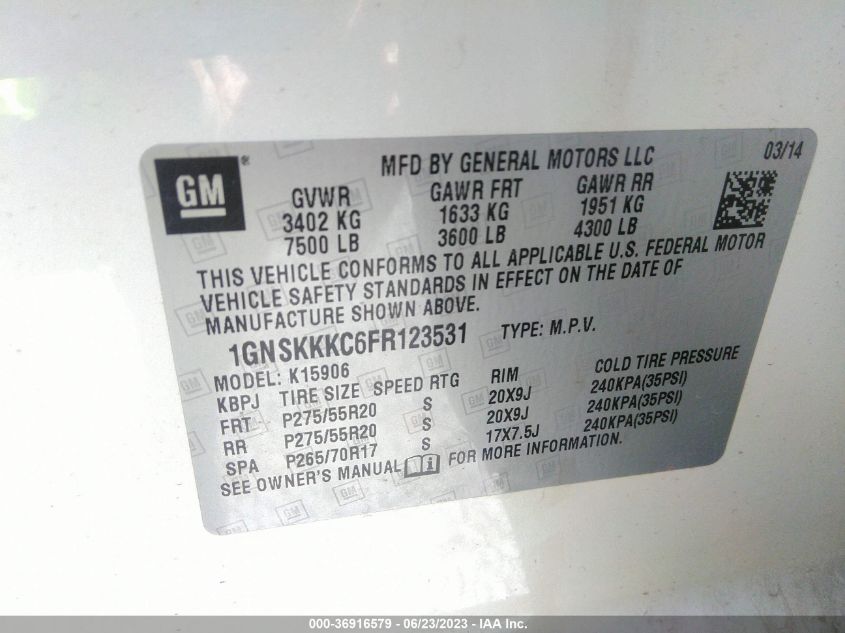 GM®
MFD BY GENERAL MOTORS LLC
03/14
GVWR GAWR FRT GAWR RR
3402 KG 1633 KG 1951 KG
7500 LB 3600 LB 4300 LB
THIS VEHICLE CONFORMS TO ALL APPLICABLE U.S. FEDERAL MOTOR
VEHICLE SAFETY STANDARDS IN EFFECT ON THE DATE OF
MANUFACTURE SHOWN ABOVE.
1GNSKKKC6FR123531 TYPE: M.P.V.
MODEL: K15906
KBPJ TIRE SIZE SPEED RTG RIM COLD TIRE PRESSURE
FRT P275/55R20 S 20X9J 240KPA(35PSI)
RR P275/55R20 S 20X9J 240KPA(35PSI)
SPA P265/70R17 S 17X7.5J 240KPA(35PSI)
SEE OWNER'S MANUAL i FOR MORE INFORMATION.
000-36916579 - 06/23/2023 - IAA Inc.